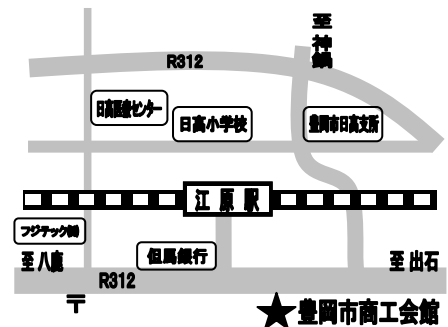 至
神
鍋
R312
日高医療センター
日高小学校
豊岡市日高支所
江原駅
フジテック㈱
至八鹿
但馬銀行
至 出石
R312
〒
★豊岡市商工会館